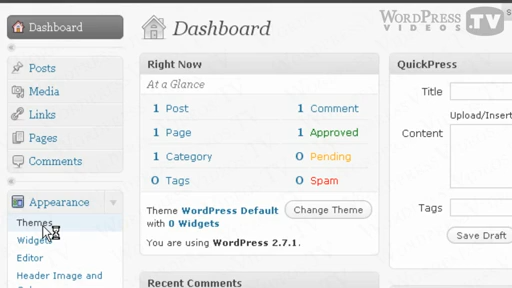 Dashboard
Posts
Media
Links
Pages
Comments
Appearance
Themes
Widgets
Editor
Header Image and
Dashboard
WORDPRESS
VIDEOS
TV
Right Now
At a Glance
1 Post 1 Comment
1 Page 1 Approved
1 Category 0 Pending
0 Tags 0 Spam
Theme WordPress Default
with 0 Widgets
Change Theme
You are using WordPress 2.7.1.
Recent Comments
QuickPress
Title
Upload/Insert
Content
Tags
Save Draft